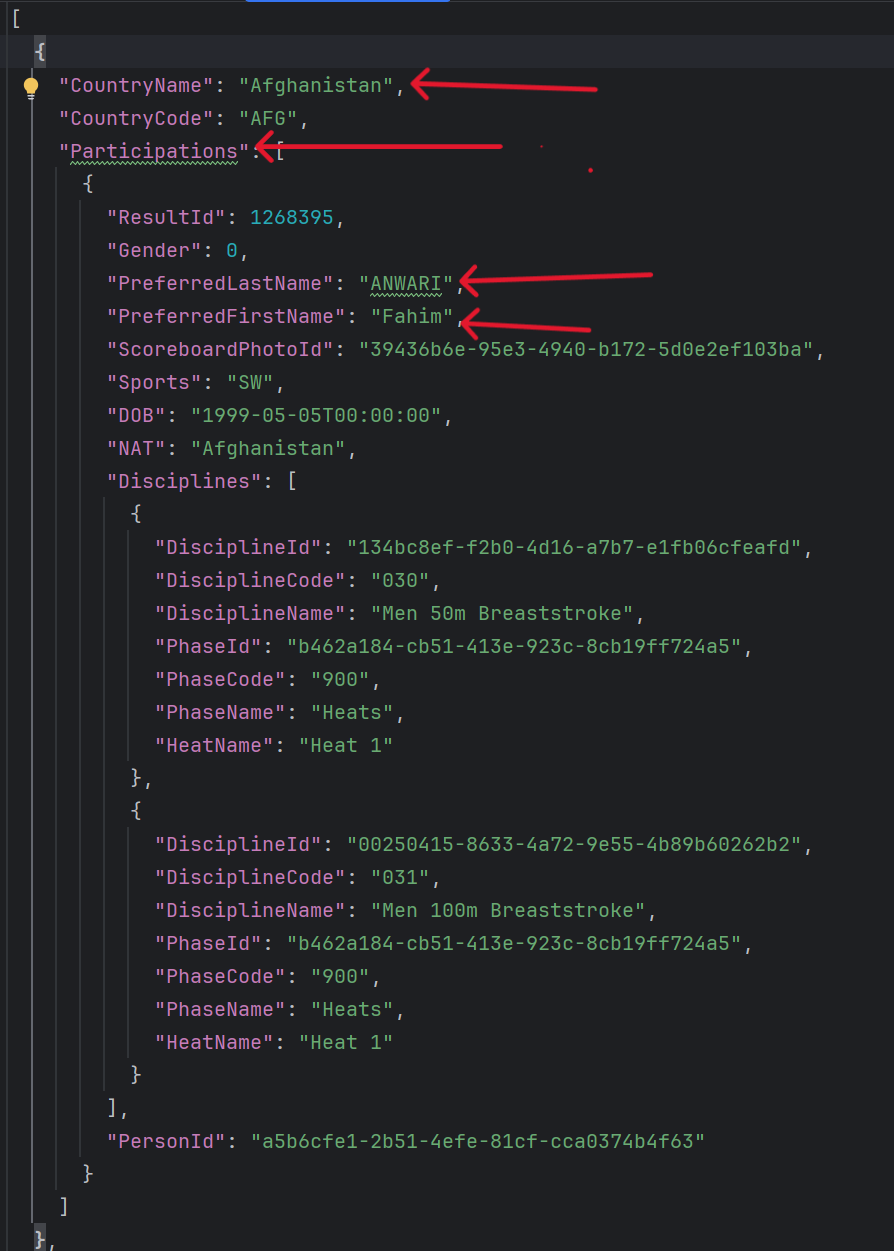 [
{
"CountryName": "Afghanistan",
"CountryCode": "AFG",
"Participations": [
{
"ResultId": 1268395,
"Gender": 0,
"PreferredLastName": "ANWARI",
"PreferredFirstName": "Fahim",
"ScoreboardPhotoId": "39436b6e-95e3-4940-b172-5d0e2ef103ba",
"Sports": "SW",
"DOB": "1999-05-05T00:00:00",
"NAT": "Afghanistan",
"Disciplines": [
{
"DisciplineId": "134bc8ef-f2b0-4d16-a7b7-e1fb06cfeafd",
"DisciplineCode": "030",
"DisciplineName": "Men 50m Breaststroke",
"PhaseId": "b462a184-cb51-413e-923c-8cb19ff724a5",
"PhaseCode": "900",
"PhaseName": "Heats",
"HeatName": "Heat 1"
},
{
"DisciplineId": "00250415-8633-4a72-9e55-4b89b60262b2",
"DisciplineCode": "031",
"DisciplineName": "Men 100m Breaststroke",
"PhaseId": "b462a184-cb51-413e-923c-8cb19ff724a5",
"PhaseCode": "900",
"PhaseName": "Heats",
"HeatName": "Heat 1"
}
],
"PersonId": "a5b6cfe1-2b51-4efe-81cf-cca0374b4f63"
}
]
},